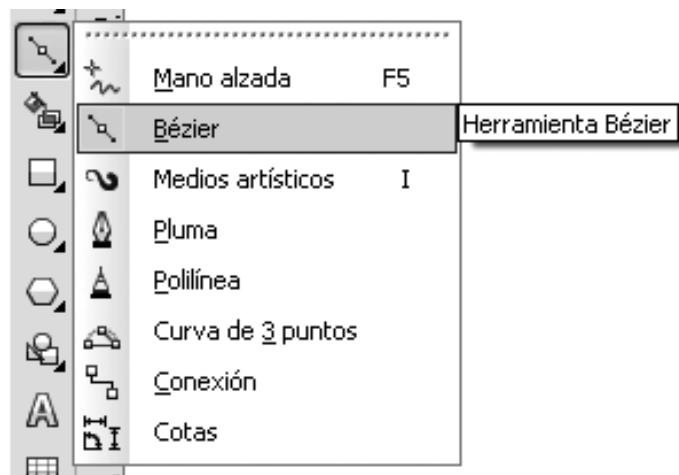 Mano alzada F5
Bézier
Herramienta Bézier
Medios artísticos I
Pluma
Polilínea
Curva de 3 puntos
Conexión
Cotas